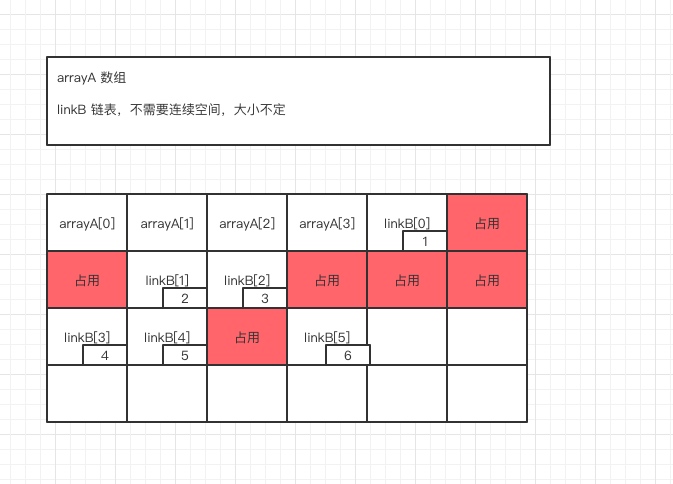 arrayA 数组
linkB 链表，不需要连续空间，大小不定
arrayA[0] arrayA[1] arrayA[2] arrayA[3] linkB[0] 占用
1
占用 linkB[1] linkB[2] 占用 占用 占用
2 3
linkB[3] linkB[4] 占用 linkB[5]
4 5 6